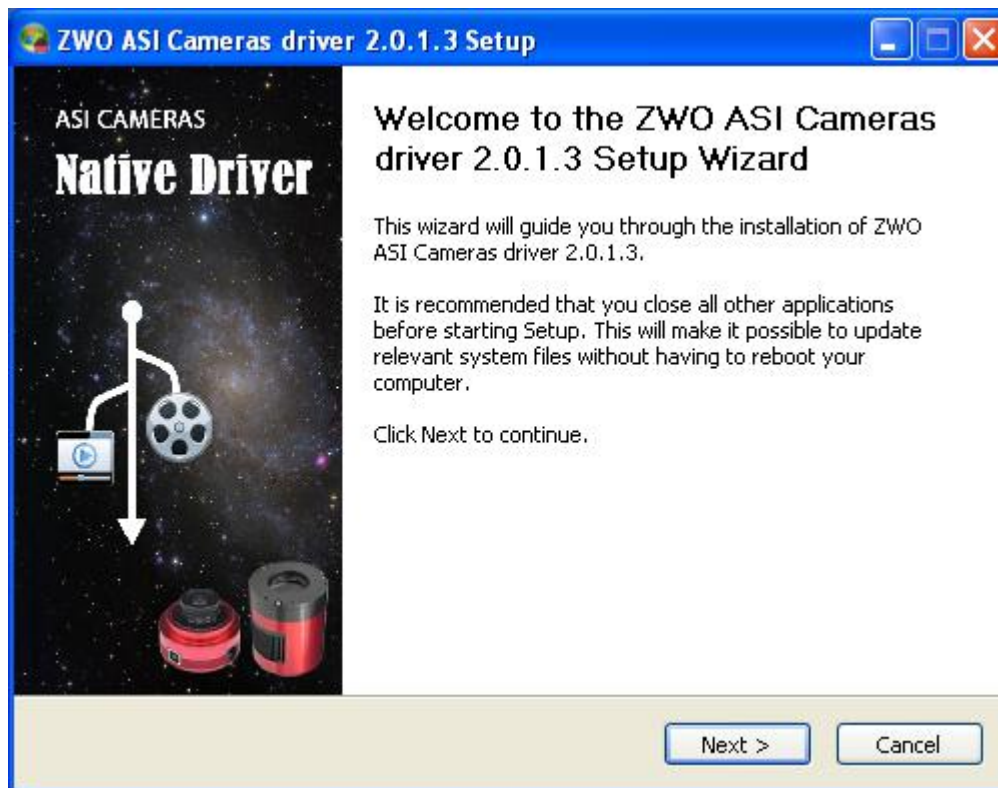 ZWO ASI Cameras driver 2.0.1.3 Setup
ASI CAMERAS
Native Driver
Welcome to the ZWO ASI Cameras
driver 2.0.1.3 Setup Wizard
This wizard will guide you through the installation of ZWO
ASI Cameras driver 2.0.1.3.
It is recommended that you close all other applications
before starting Setup. This will make it possible to update
relevant system files without having to reboot your
computer.
Click Next to continue.
Next >
Cancel